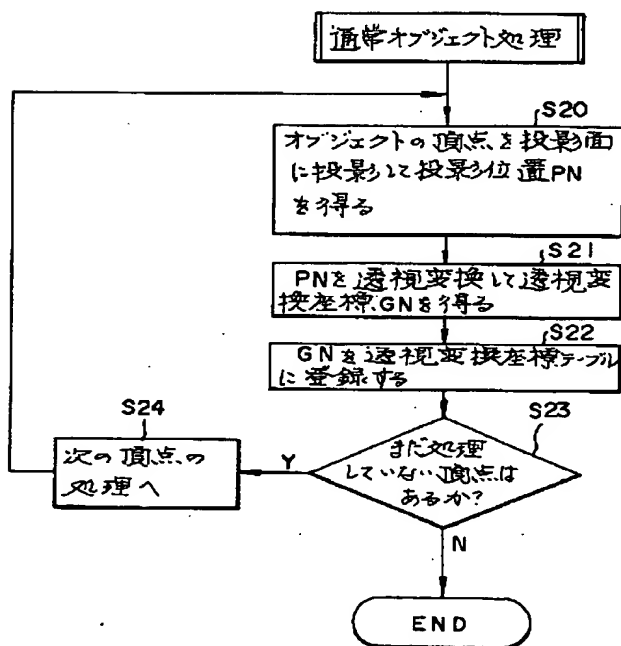 通常オブジェクト処理
S20
オブジェクトの頂点を投影面
に投影して投影位置PN
を得る
S21
PNを透視変換して透視変
換座標GNを得る
S22
GNを透視変換座標テーブル
に登録する
S23
まだ処理
していない頂点は
あるか?
Y
S24
次の頂点の
処理へ
N
END